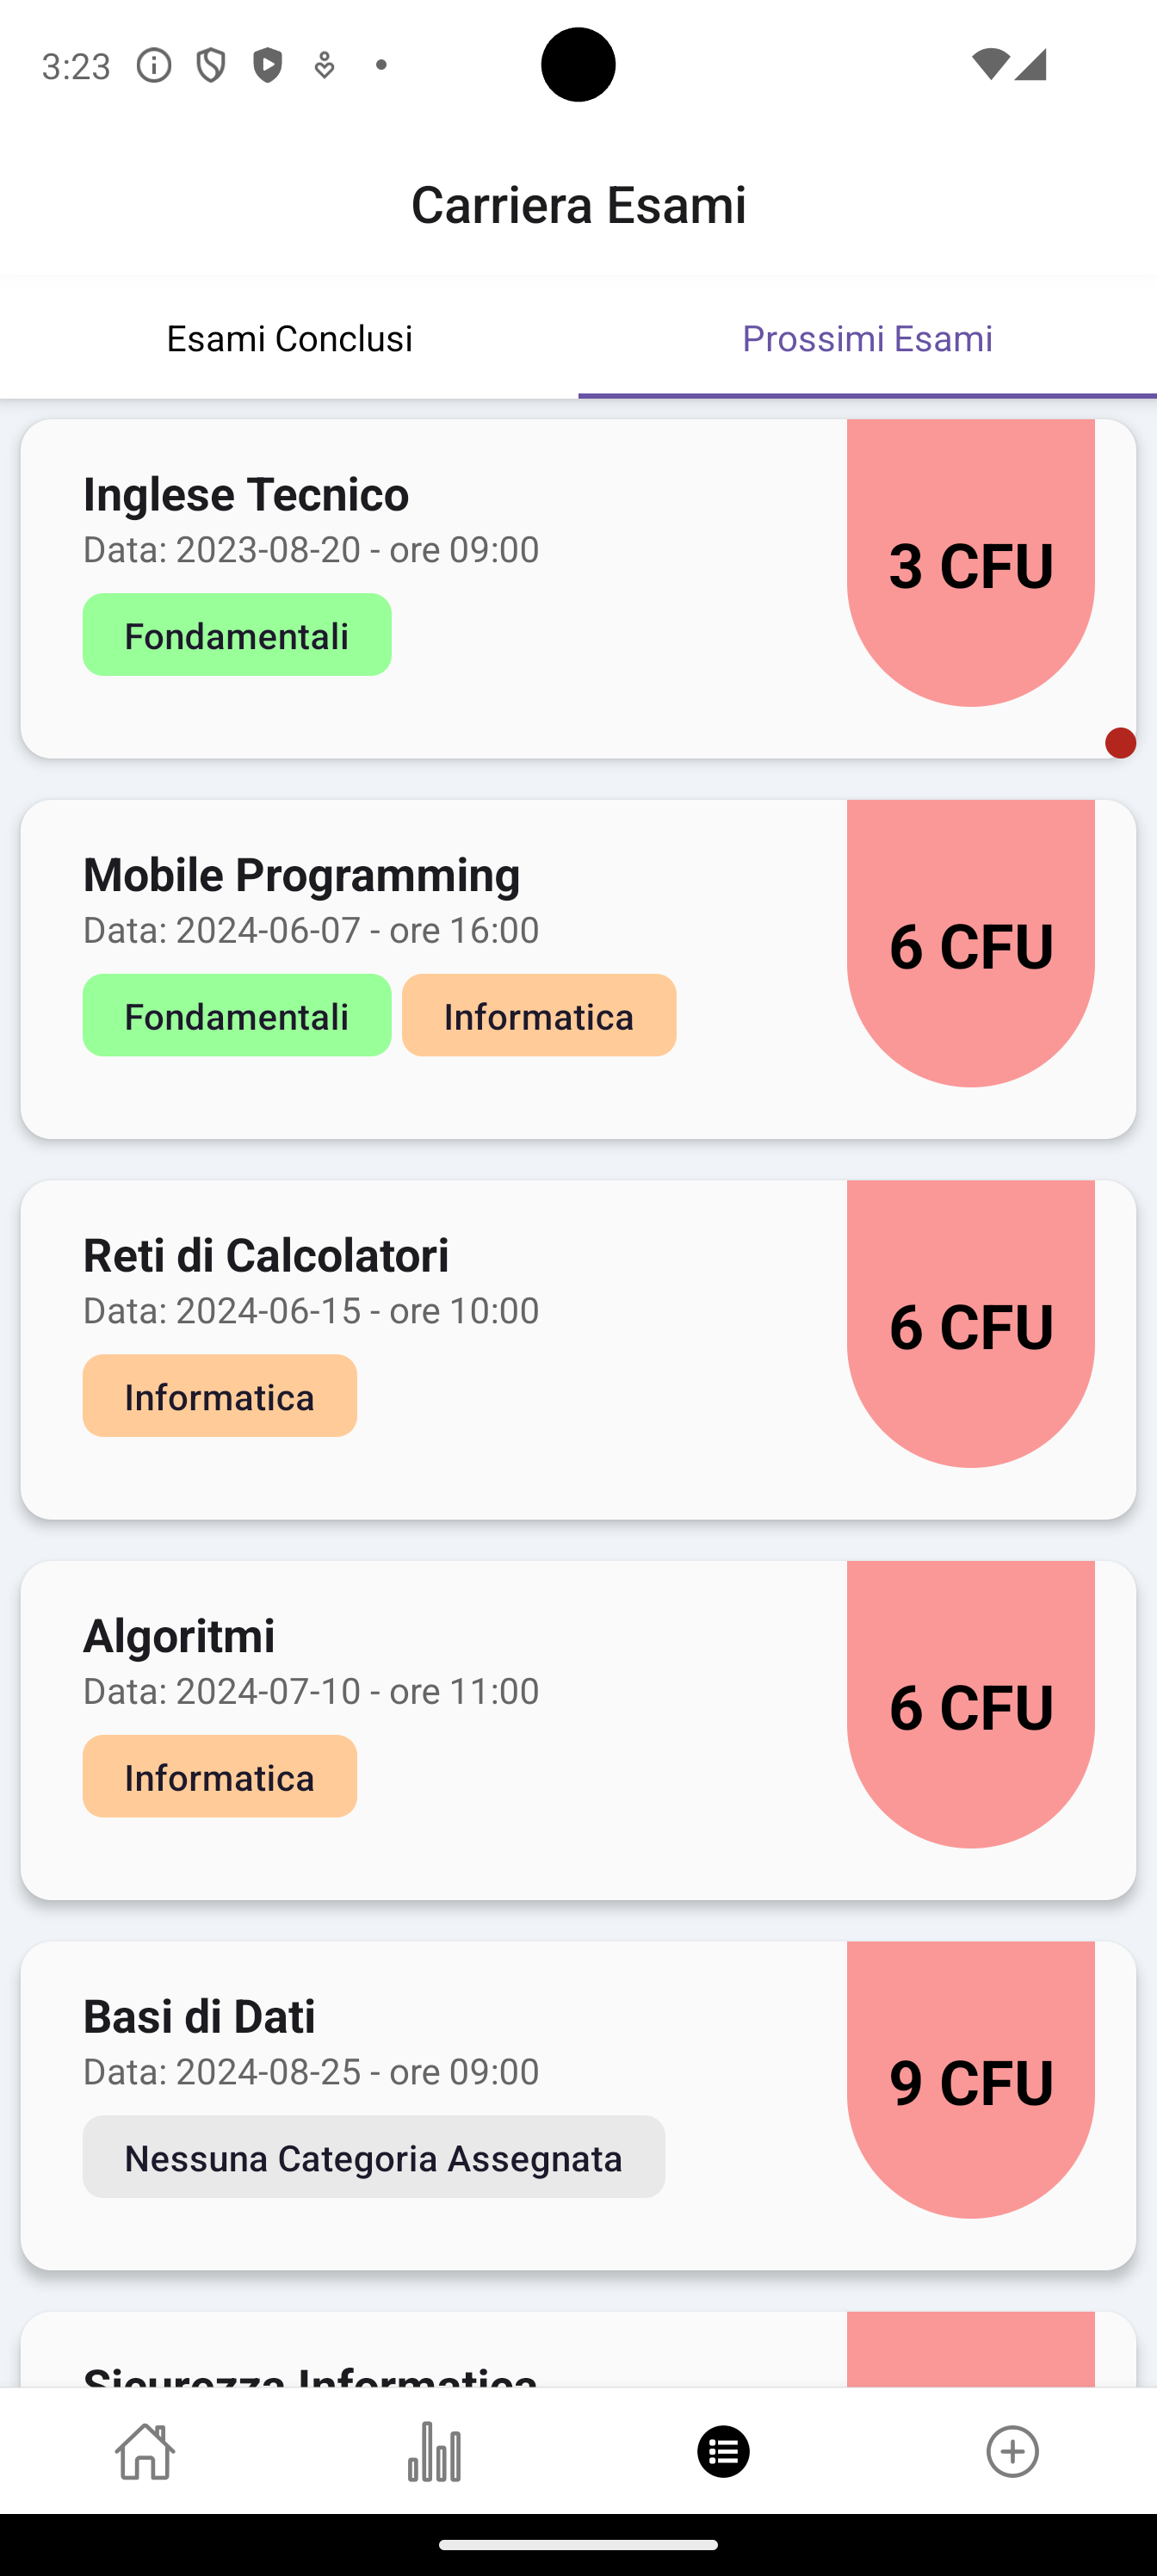 3:23
Carriera Esami
Esami Conclusi
Prossimi Esami
Inglese Tecnico
Data: 2023-08-20 - ore 09:00
Fondamentali
3 CFU
Mobile Programming
Data: 2024-06-07 - ore 16:00
Fondamentali Informatica
6 CFU
Reti di Calcolatori
Data: 2024-06-15 - ore 10:00
Informatica
6 CFU
Algoritmi
Data: 2024-07-10 - ore 11:00
Informatica
6 CFU
Basi di Dati
Data: 2024-08-25 - ore 09:00
Nessuna Categoria Assegnata
9 CFU
Sicurezza Informatica